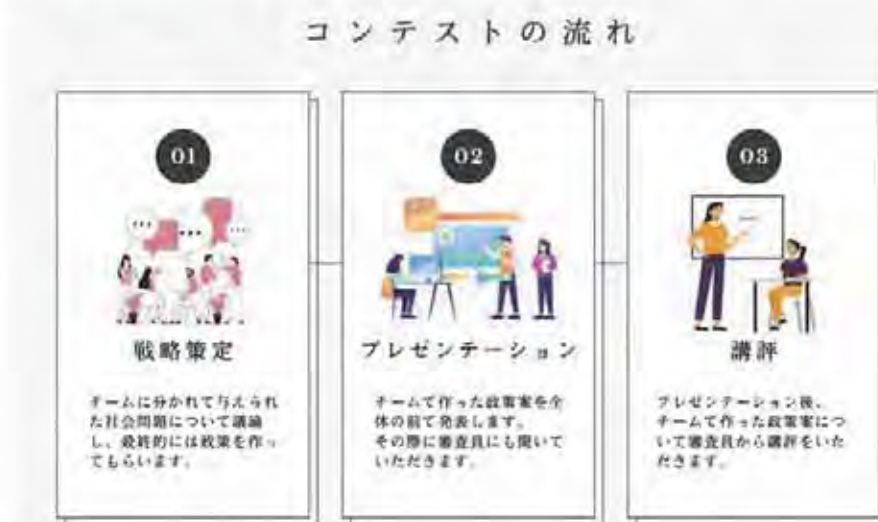 コンテストの流れ
01
戦略策定
チームに分かれて与えられ
た社会問題について議論
し、最終的には政策を作っ
てもらいます。
02
プレゼンテーション
チームで作った政策案を全
体の前で発表します。
その際に審査員にも聞いて
いただきます。
03
講評
プレゼンテーション後、
チームで作った政策案につ
いて審査員から講評をいた
だきます。